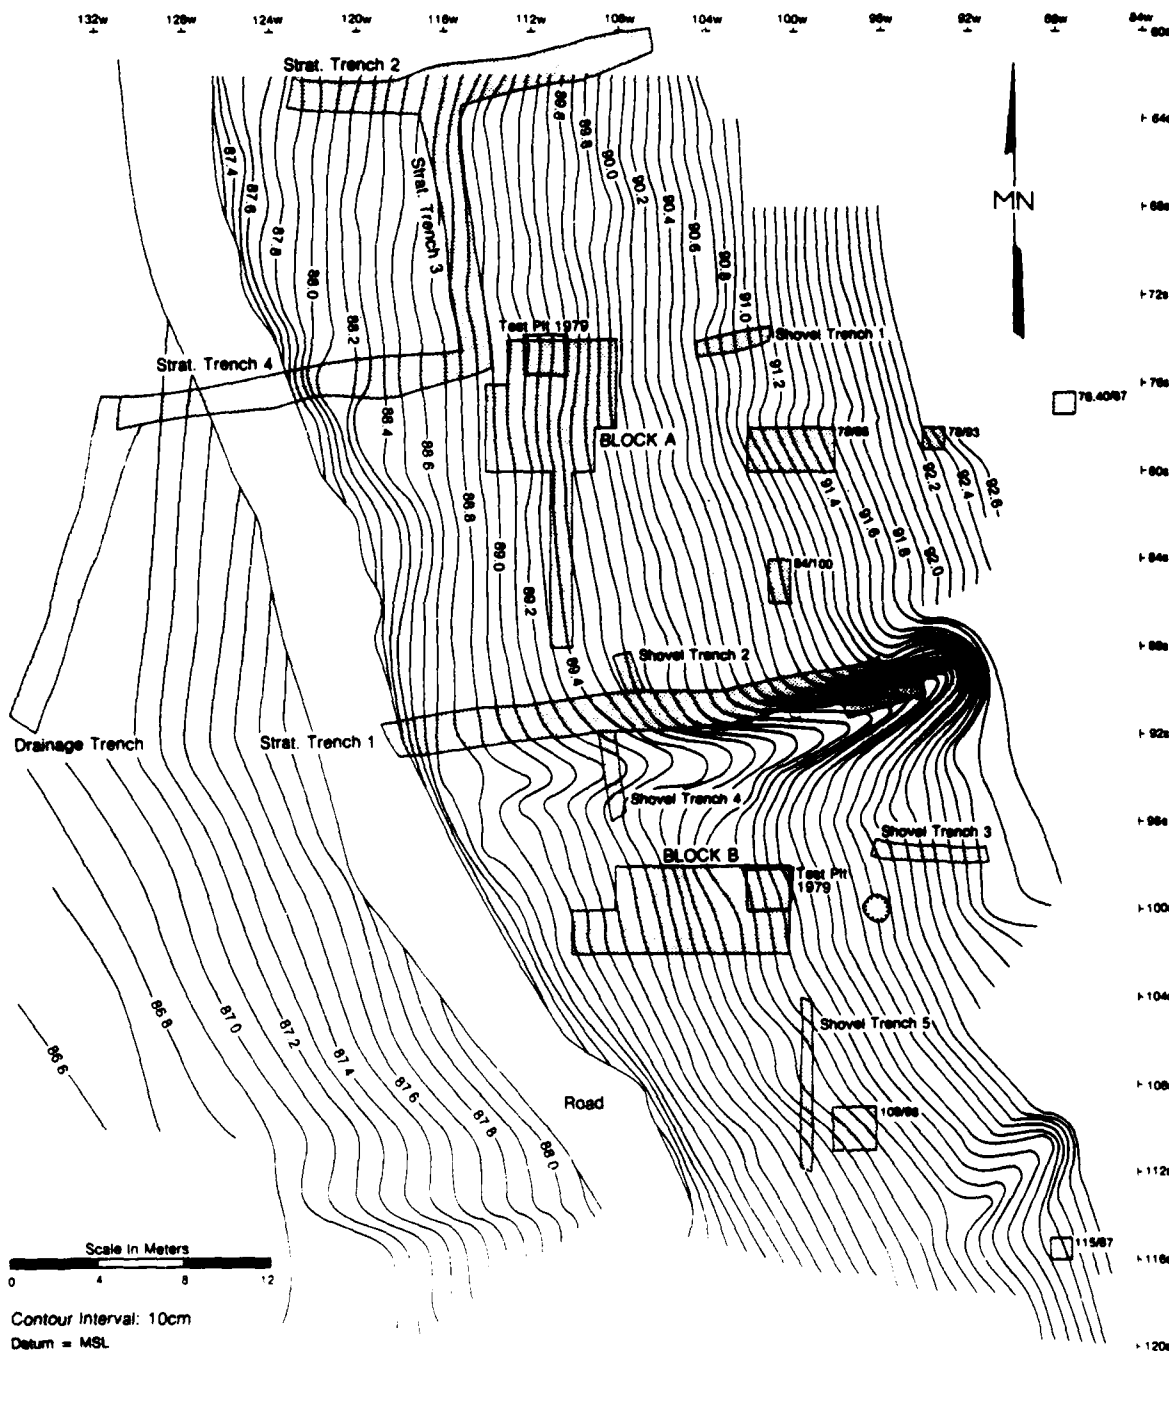 132w 128w 124w 120w 116w 112w 108w 104w 100w 96w 92w 88w 84w
60s
Strat. Trench 2
89.6
64s
87.4
89.8
90.0
Strat. Trench 3
87.6
90.2
MN
68s
90.4
87.8
90.6
88.0
90.8
72s
91.0
88.2
Test Pit 1979
Shovel Trench 1
Strat. Trench 4
91.2
76s
78.40/87
88.4
BLOCK A
78/93
88.6
80s
92.2
92.4
92.6
91.4
88.8
91.6
91.8
92.0
89.0
84s
84/100
89.2
88s
Shovel Trench 2
89.4
Drainage Trench
Strat. Trench 1
92s
Shovel Trench 4
96s
Shovel Trench 3
BLOCK B
Test Pit
1979
100s
104s
86.8
87.0
Shovel Trench 5
87.2
86.6
87.4
87.6
Road
108s
87.8
88.0
112s
115/87
Scale In Meters
116s
0 4 8 12
Contour Interval: 10cm
Datum = MSL
120s